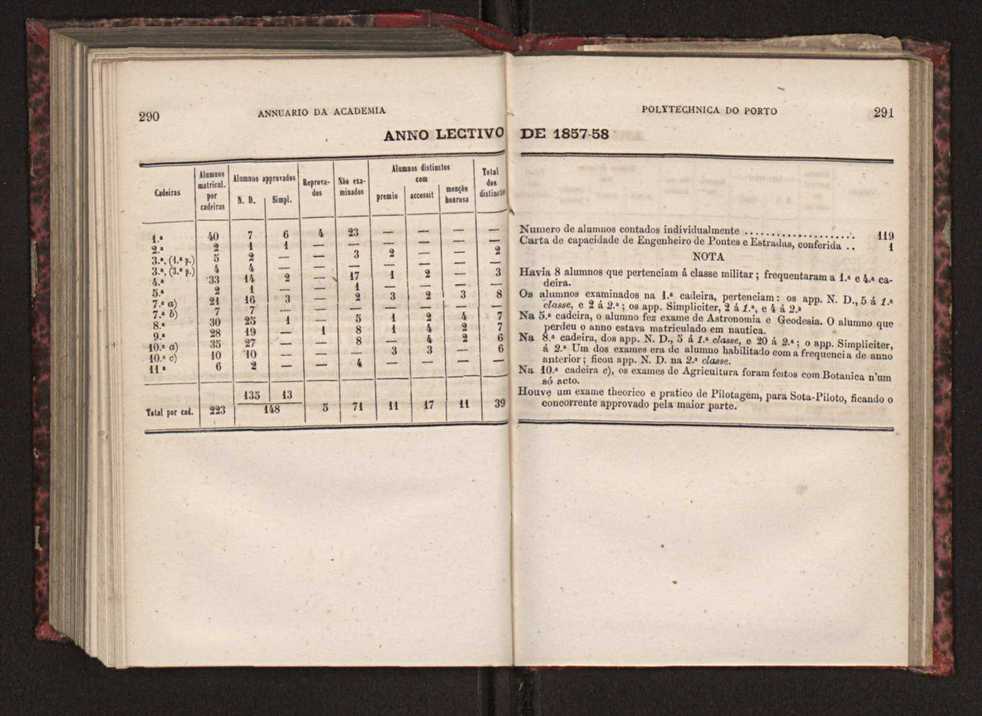 290 ANNUARIO DA ACADEMIA
ANNO LECTIVO
Cadeiras | Alumnos matricul. por cadeiras | Alumnos approvados N. D. Simpl. | Reprovados | Não examinados | Alumnos distinctos com premio accessit menção honrosa | Total dos distinctos
1.ª 40 7 6 4 23 — — — —
2.ª 2 1 1 — — — — — —
3.ª, (1.ª p.) 5 2 — — 3 2 — — 2
3.ª, (3.ª p.) 4 4 — — — — — — —
4.ª 33 14 2 — 17 1 2 — 3
5.ª 2 1 — — 1 — — — —
7.ª a) 21 16 3 — 2 3 2 3 8
7.ª b) 7 7 — — — — — — —
8.ª 30 25 1 — 5 1 2 4 7
9.ª 28 19 — 1 8 1 4 2 7
10.ª a) 35 27 — — 8 — 4 2 6
10.ª c) 10 10 — — — 3 3 — 6
11.ª 6 2 — — 4 — — — —
135 13
Total por cad. 223 148 5 71 11 17 11 39
POLYTECHNICA DO PORTO 291
DE 1857-58
Numero de alumnos contados individualmente .................... 119
Carta de capacidade de Engenheiro de Pontes e Estradas, conferida .. 1
NOTA
Havia 8 alumnos que pertenciam á classe militar; frequentaram a 1.ª e 4.ª ca-
deira.
Os alumnos examinados na 1.ª cadeira, pertenciam: os app. N. D., 5 á 1.ª
classe, e 2 á 2.ª; os app. Simpliciter, 2 á 1.ª, e 4 á 2.ª
Na 5.ª cadeira, o alumno fez exame de Astronomia e Geodesia. O alumno que
perdeu o anno estava matriculado em nautica.
Na 8.ª cadeira, dos app. N. D., 5 á 1.ª classe, e 20 á 2.ª; o app. Simpliciter,
á 2.ª Um dos exames era de alumno habilitado com a frequencia de anno
anterior; ficou app. N. D. na 2.ª classe.
Na 10.ª cadeira c), os exames de Agricultura foram feitos com Botanica n'um
só acto.
Houve um exame theorico e pratico de Pilotagem, para Sota-Piloto, ficando o
concorrente approvado pela maior parte.